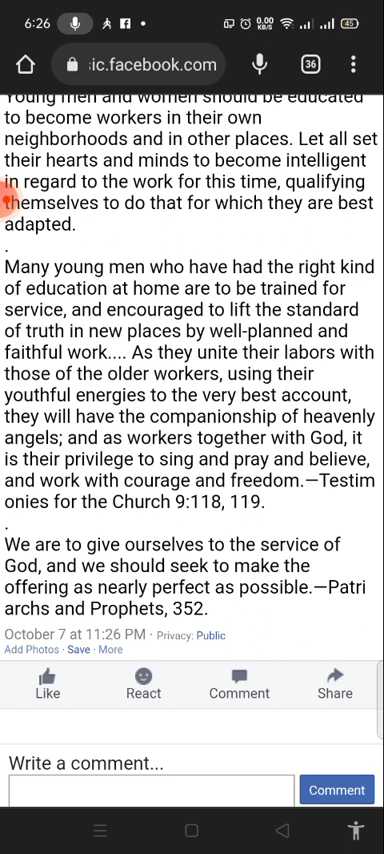 6:26
0.00
KB/S
45
sic.facebook.com
36
Young men and women should be educated
to become workers in their own
neighborhoods and in other places. Let all set
their hearts and minds to become intelligent
in regard to the work for this time, qualifying
themselves to do that for which they are best
adapted.
.
Many young men who have had the right kind
of education at home are to be trained for
service, and encouraged to lift the standard
of truth in new places by well-planned and
faithful work.... As they unite their labors with
those of the older workers, using their
youthful energies to the very best account,
they will have the companionship of heavenly
angels; and as workers together with God, it
is their privilege to sing and pray and believe,
and work with courage and freedom.—Testim
onies for the Church 9:118, 119.
.
We are to give ourselves to the service of
God, and we should seek to make the
offering as nearly perfect as possible.—Patri
archs and Prophets, 352.
October 7 at 11:26 PM · Privacy: Public
Add Photos · Save · More
Like React Comment Share
Write a comment...
Comment